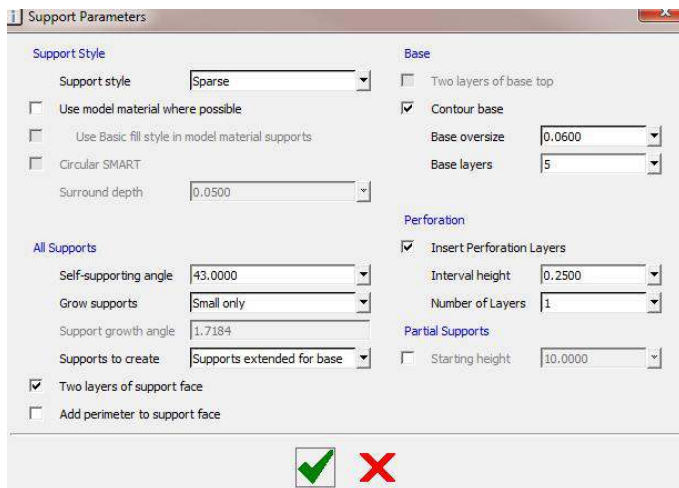 Support Parameters
Support Style
Support style Sparse
Use model material where possible
Use Basic fill style in model material supports
Circular SMART
Surround depth 0.0500
All Supports
Self-supporting angle 43.0000
Grow supports Small only
Support growth angle 1.7184
Supports to create Supports extended for base
Two layers of support face
Add perimeter to support face
Base
Two layers of base top
Contour base
Base oversize 0.0600
Base layers 5
Perforation
Insert Perforation Layers
Interval height 0.2500
Number of Layers 1
Partial Supports
Starting height 10.0000